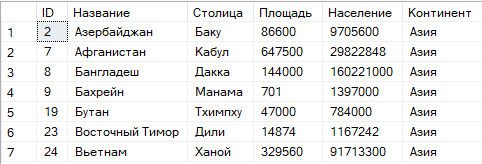 ID Название Столица Площадь Население Континент
1 2 Азербайджан Баку 86600 9705600 Азия
2 7 Афганистан Кабул 647500 29822848 Азия
3 8 Бангладеш Дакка 144000 160221000 Азия
4 9 Бахрейн Манама 701 1397000 Азия
5 19 Бутан Тхимпху 47000 784000 Азия
6 23 Восточный Тимор Дили 14874 1167242 Азия
7 24 Вьетнам Ханой 329560 91713300 Азия